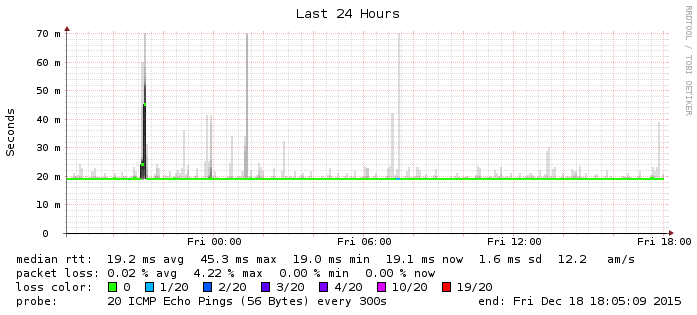 Last 24 Hours
RRDTOOL / TOBI OETIKER
Seconds
70 m
60 m
50 m
40 m
30 m
20 m
10 m
0
Fri 00:00 Fri 06:00 Fri 12:00 Fri 18:00
median rtt: 19.2 ms avg 45.3 ms max 19.0 ms min 19.1 ms now 1.6 ms sd 12.2 am/s
packet loss: 0.02 % avg 4.22 % max 0.00 % min 0.00 % now
loss color: 0 1/20 2/20 3/20 4/20 10/20 19/20
probe: 20 ICMP Echo Pings (56 Bytes) every 300s end: Fri Dec 18 18:05:09 2015